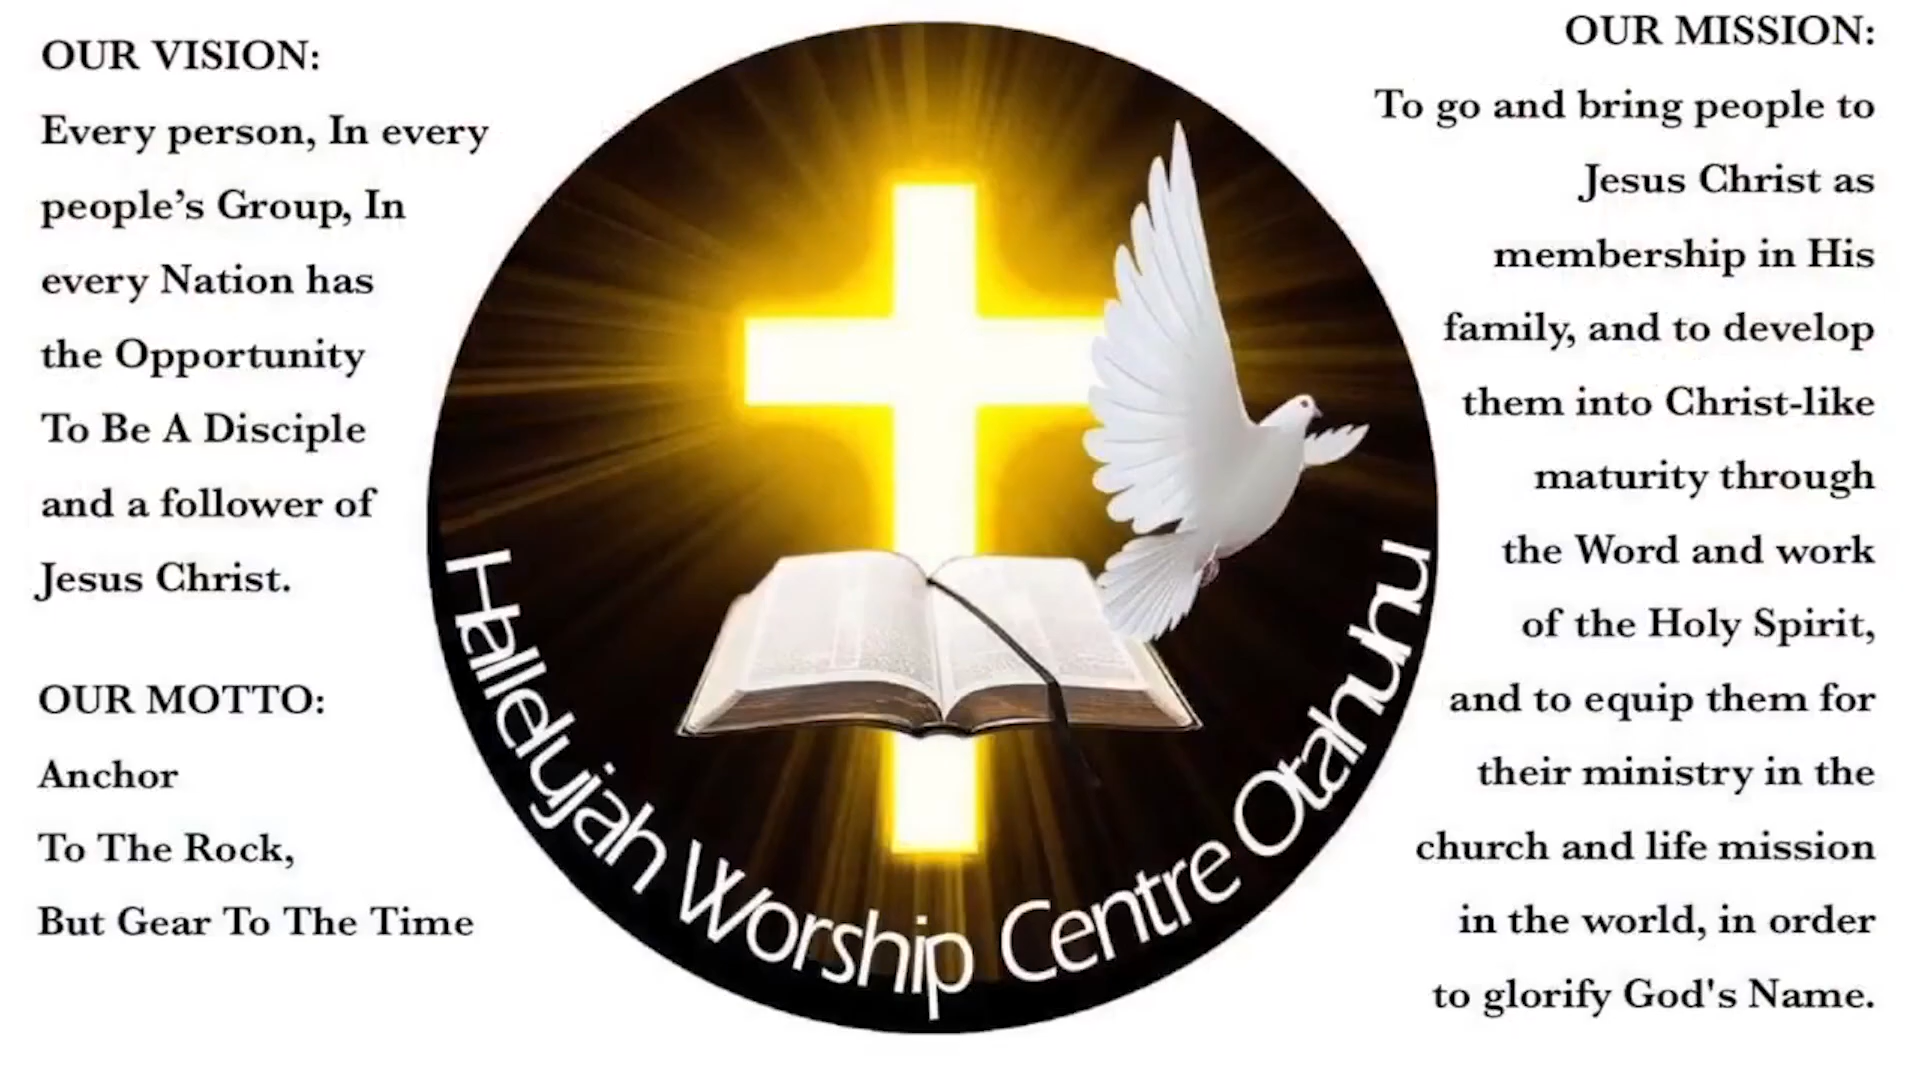 OUR VISION:
Every person, In every
people’s Group, In
every Nation has
the Opportunity
To Be A Disciple
and a follower of
Jesus Christ.
OUR MOTTO:
Anchor
To The Rock,
But Gear To The Time
Hallelujah Worship Centre Otahuhu
OUR MISSION:
To go and bring people to
Jesus Christ as
membership in His
family, and to develop
them into Christ-like
maturity through
the Word and work
of the Holy Spirit,
and to equip them for
their ministry in the
church and life mission
in the world, in order
to glorify God's Name.